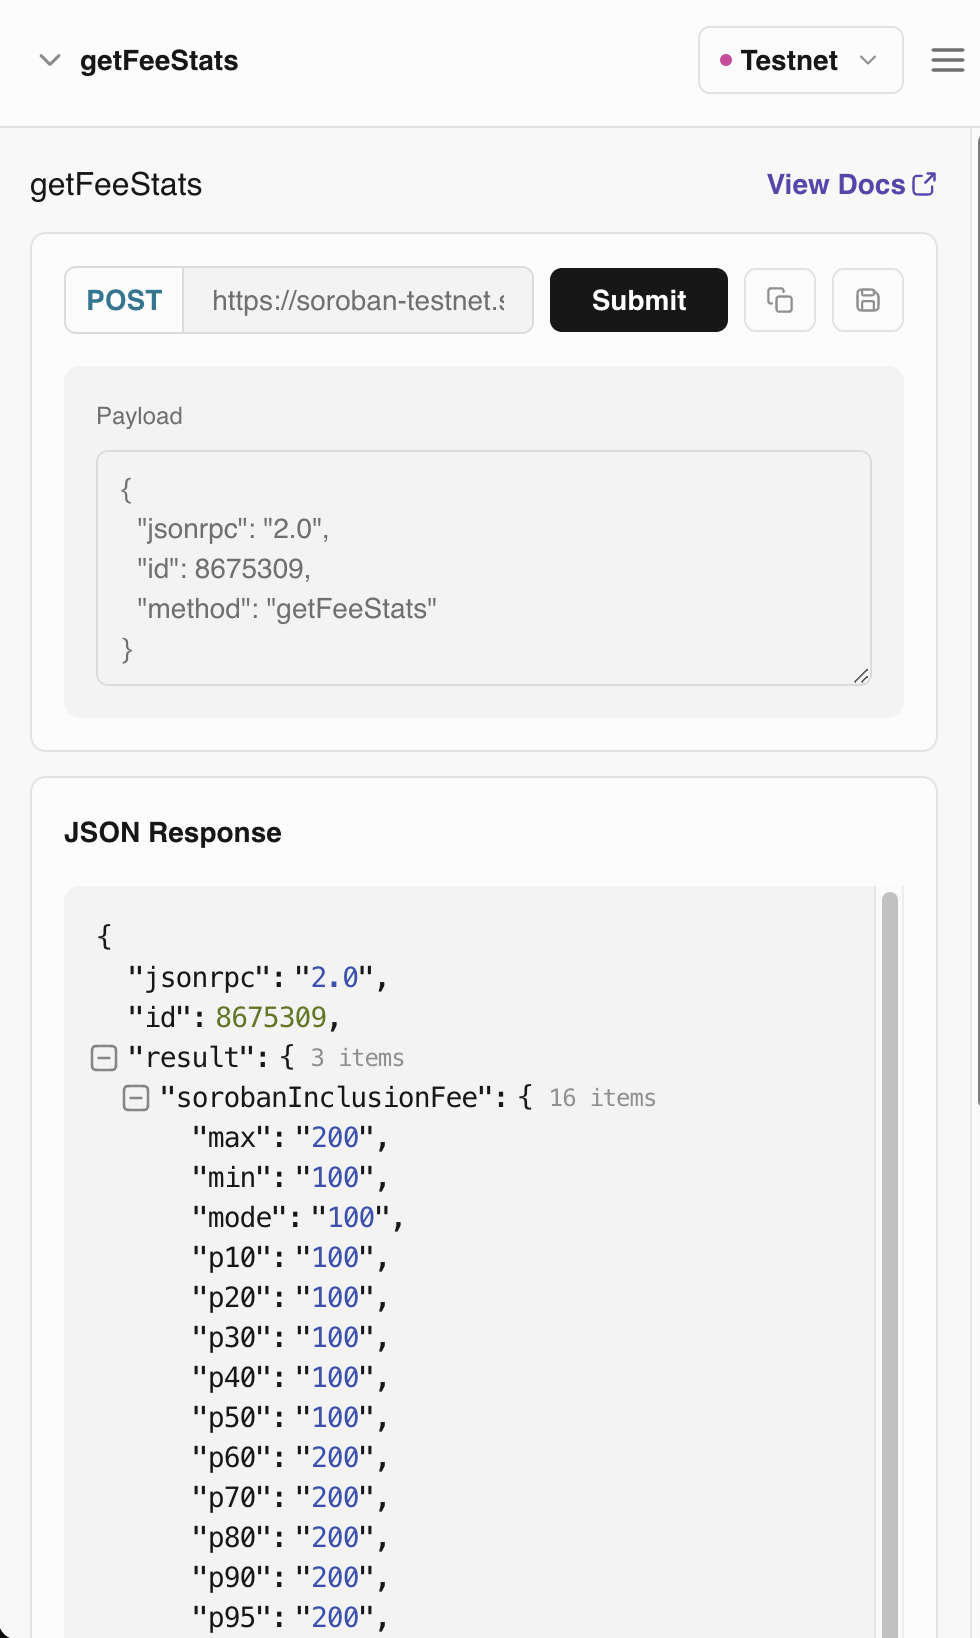 getFeeStats
Testnet
getFeeStats
View Docs
POST
https://soroban-testnet.s
Submit
Payload
{
  "jsonrpc": "2.0",
  "id": 8675309,
  "method": "getFeeStats"
}
JSON Response
{
  "jsonrpc": "2.0",
  "id": 8675309,
  "result": { 3 items
    "sorobanInclusionFee": { 16 items
      "max": "200",
      "min": "100",
      "mode": "100",
      "p10": "100",
      "p20": "100",
      "p30": "100",
      "p40": "100",
      "p50": "100",
      "p60": "200",
      "p70": "200",
      "p80": "200",
      "p90": "200",
      "p95": "200",